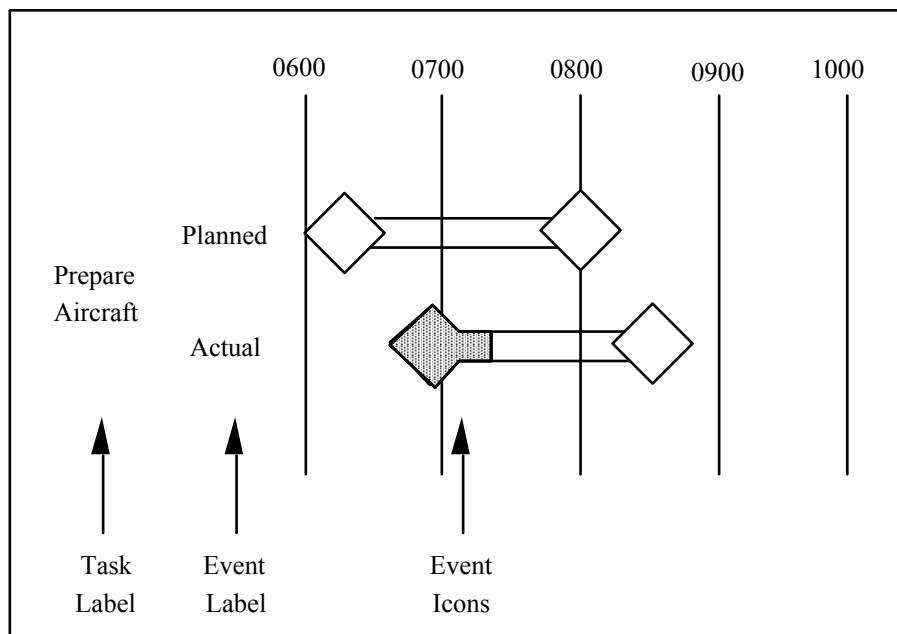 0600 0700 0800 0900 1000
Planned
Prepare
Aircraft
Actual
Task
Label
Event
Label
Event
Icons